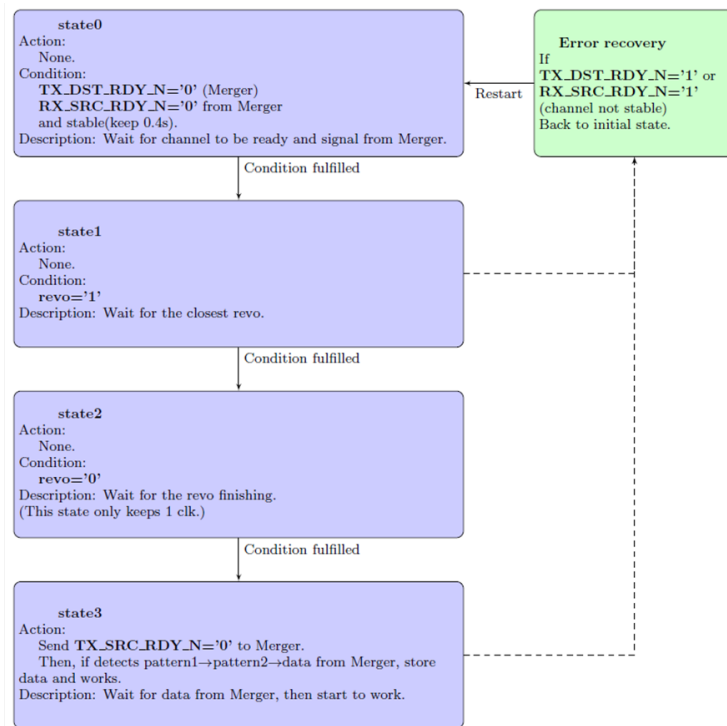 state0
Action:
None.
Condition:
TX_DST_RDY_N='0' (Merger)
RX_SRC_RDY_N='0' from Merger
and stable(keep 0.4s).
Description: Wait for channel to be ready and signal from Merger.
Error recovery
If
TX_DST_RDY_N='1' or
RX_SRC_RDY_N='1'
(channel not stable)
Back to initial state.
Restart
Condition fulfilled
state1
Action:
None.
Condition:
revo='1'
Description: Wait for the closest revo.
Condition fulfilled
state2
Action:
None.
Condition:
revo='0'
Description: Wait for the revo finishing.
(This state only keeps 1 clk.)
Condition fulfilled
state3
Action:
Send TX_SRC_RDY_N='0' to Merger.
Then, if detects pattern1→pattern2→data from Merger, store
data and works.
Description: Wait for data from Merger, then start to work.